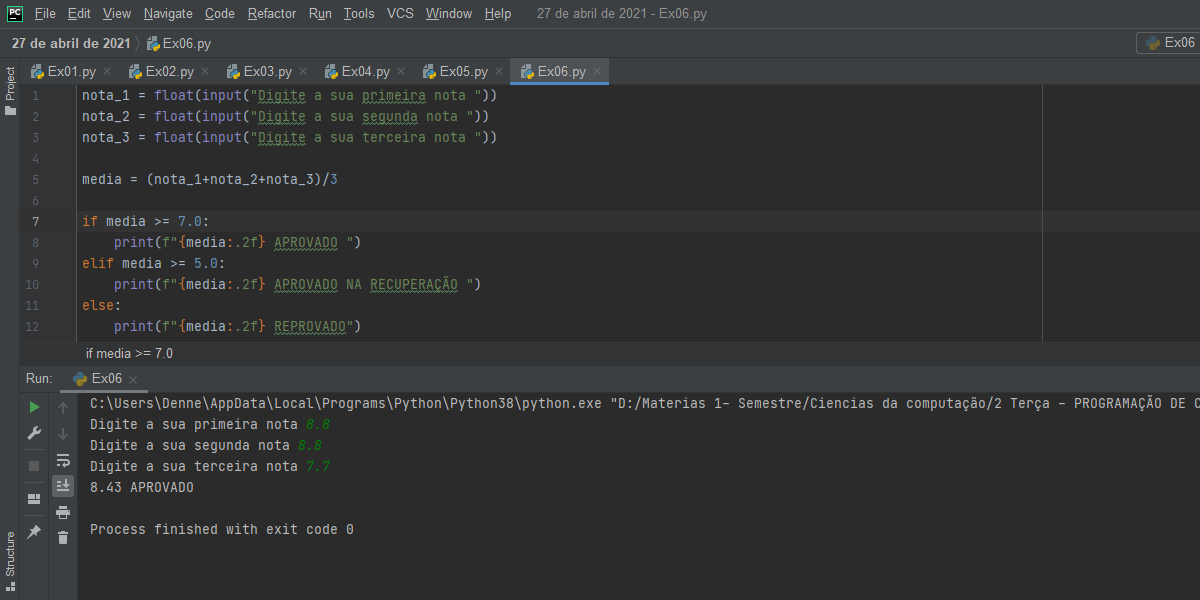 PC File Edit View Navigate Code Refactor Run Tools VCS Window Help 27 de abril de 2021 - Ex06.py
27 de abril de 2021 Ex06.py Ex06
Project
Ex01.py Ex02.py Ex03.py Ex04.py Ex05.py Ex06.py
1 nota_1 = float(input("Digite a sua primeira nota "))
2 nota_2 = float(input("Digite a sua segunda nota "))
3 nota_3 = float(input("Digite a sua terceira nota "))
4
5 media = (nota_1+nota_2+nota_3)/3
6
7 if media >= 7.0:
8     print(f"{media:.2f} APROVADO ")
9 elif media >= 5.0:
10     print(f"{media:.2f} APROVADO NA RECUPERAÇÃO ")
11 else:
12     print(f"{media:.2f} REPROVADO")
if media >= 7.0
Run: Ex06
C:\Users\Denne\AppData\Local\Programs\Python\Python38\python.exe "D:/Materias 1- Semestre/Ciencias da computação/2 Terça - PROGRAMAÇÃO DE C
Digite a sua primeira nota 8.8
Digite a sua segunda nota 8.8
Digite a sua terceira nota 7.7
8.43 APROVADO
Process finished with exit code 0
Structure